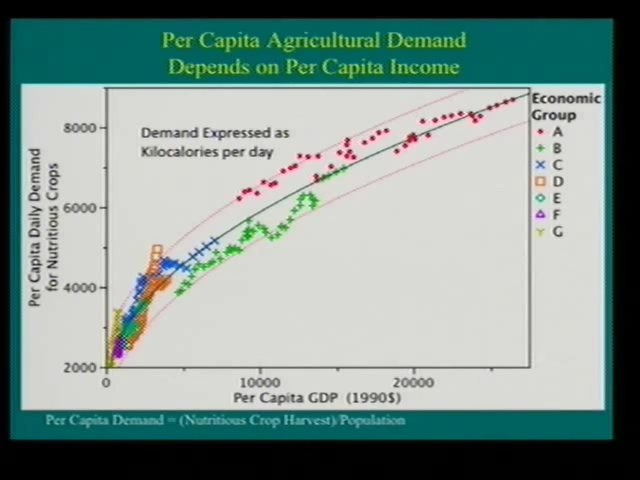 Per Capita Agricultural Demand
Depends on Per Capita Income
Economic
Group
A
B
C
D
E
F
G
Demand Expressed as
Kilocalories per day
Per Capita Daily Demand
for Nutritious Crops
8000
6000
4000
2000
0
10000
20000
Per Capita GDP (1990$)
Per Capita Demand = (Nutritious Crop Harvest)/Population